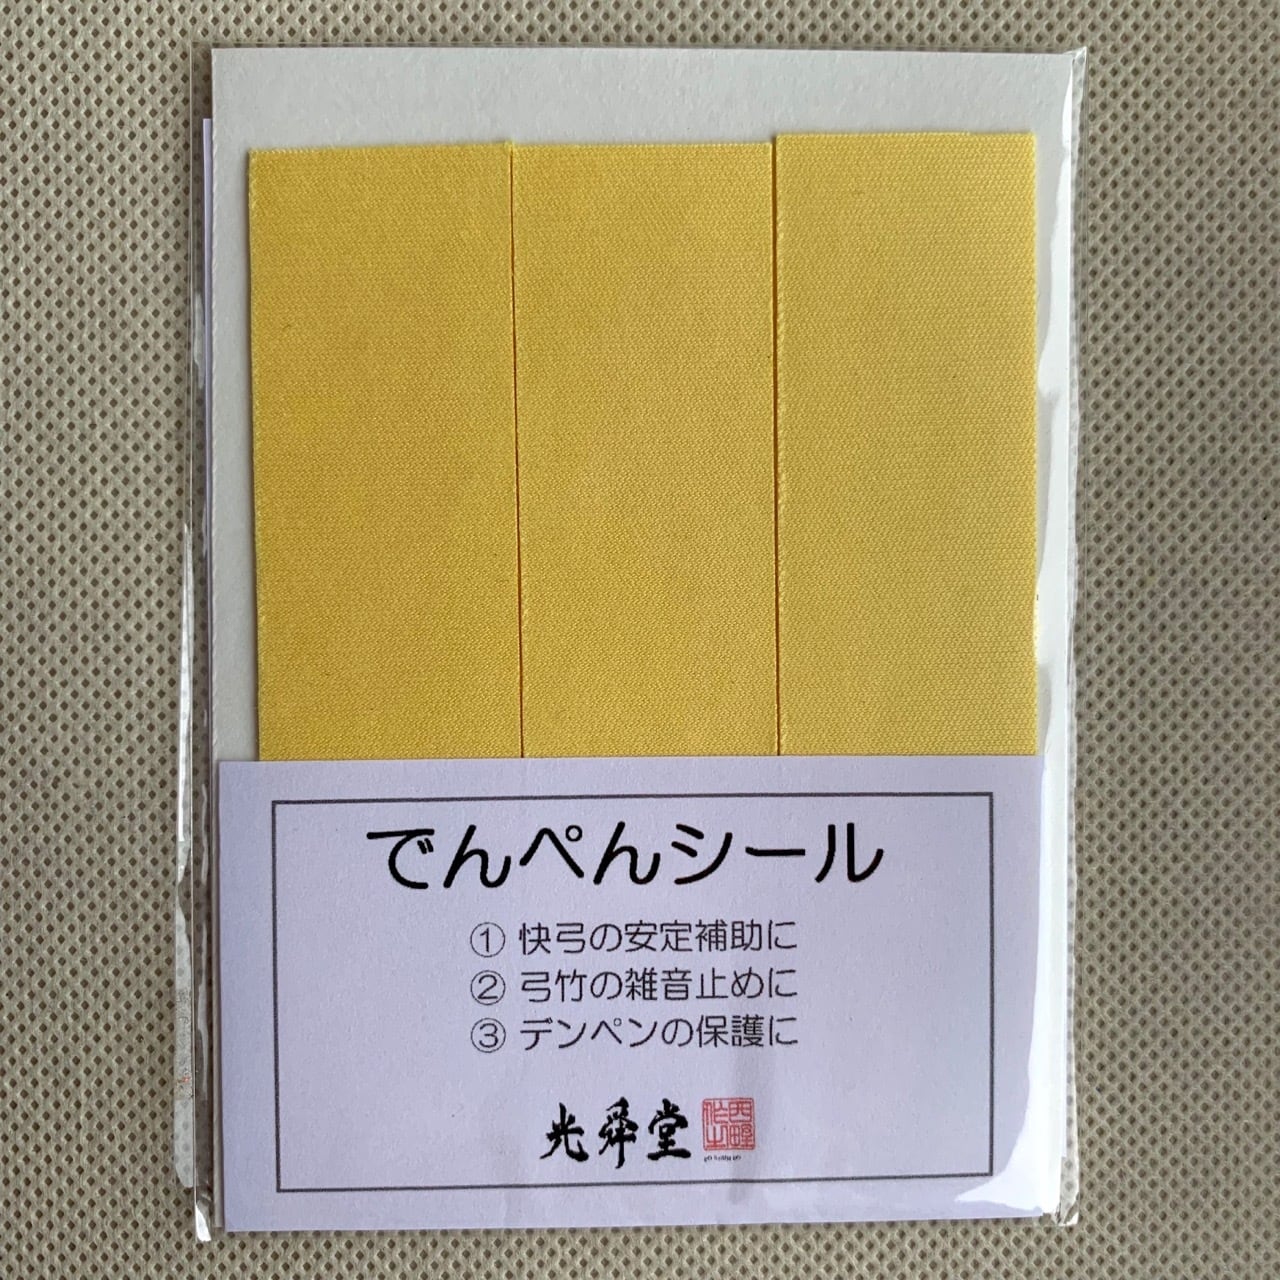 でんぺんシール
① 快弓の安定補助に
② 弓竹の雑音止めに
③ デンペンの保護に
光舜堂